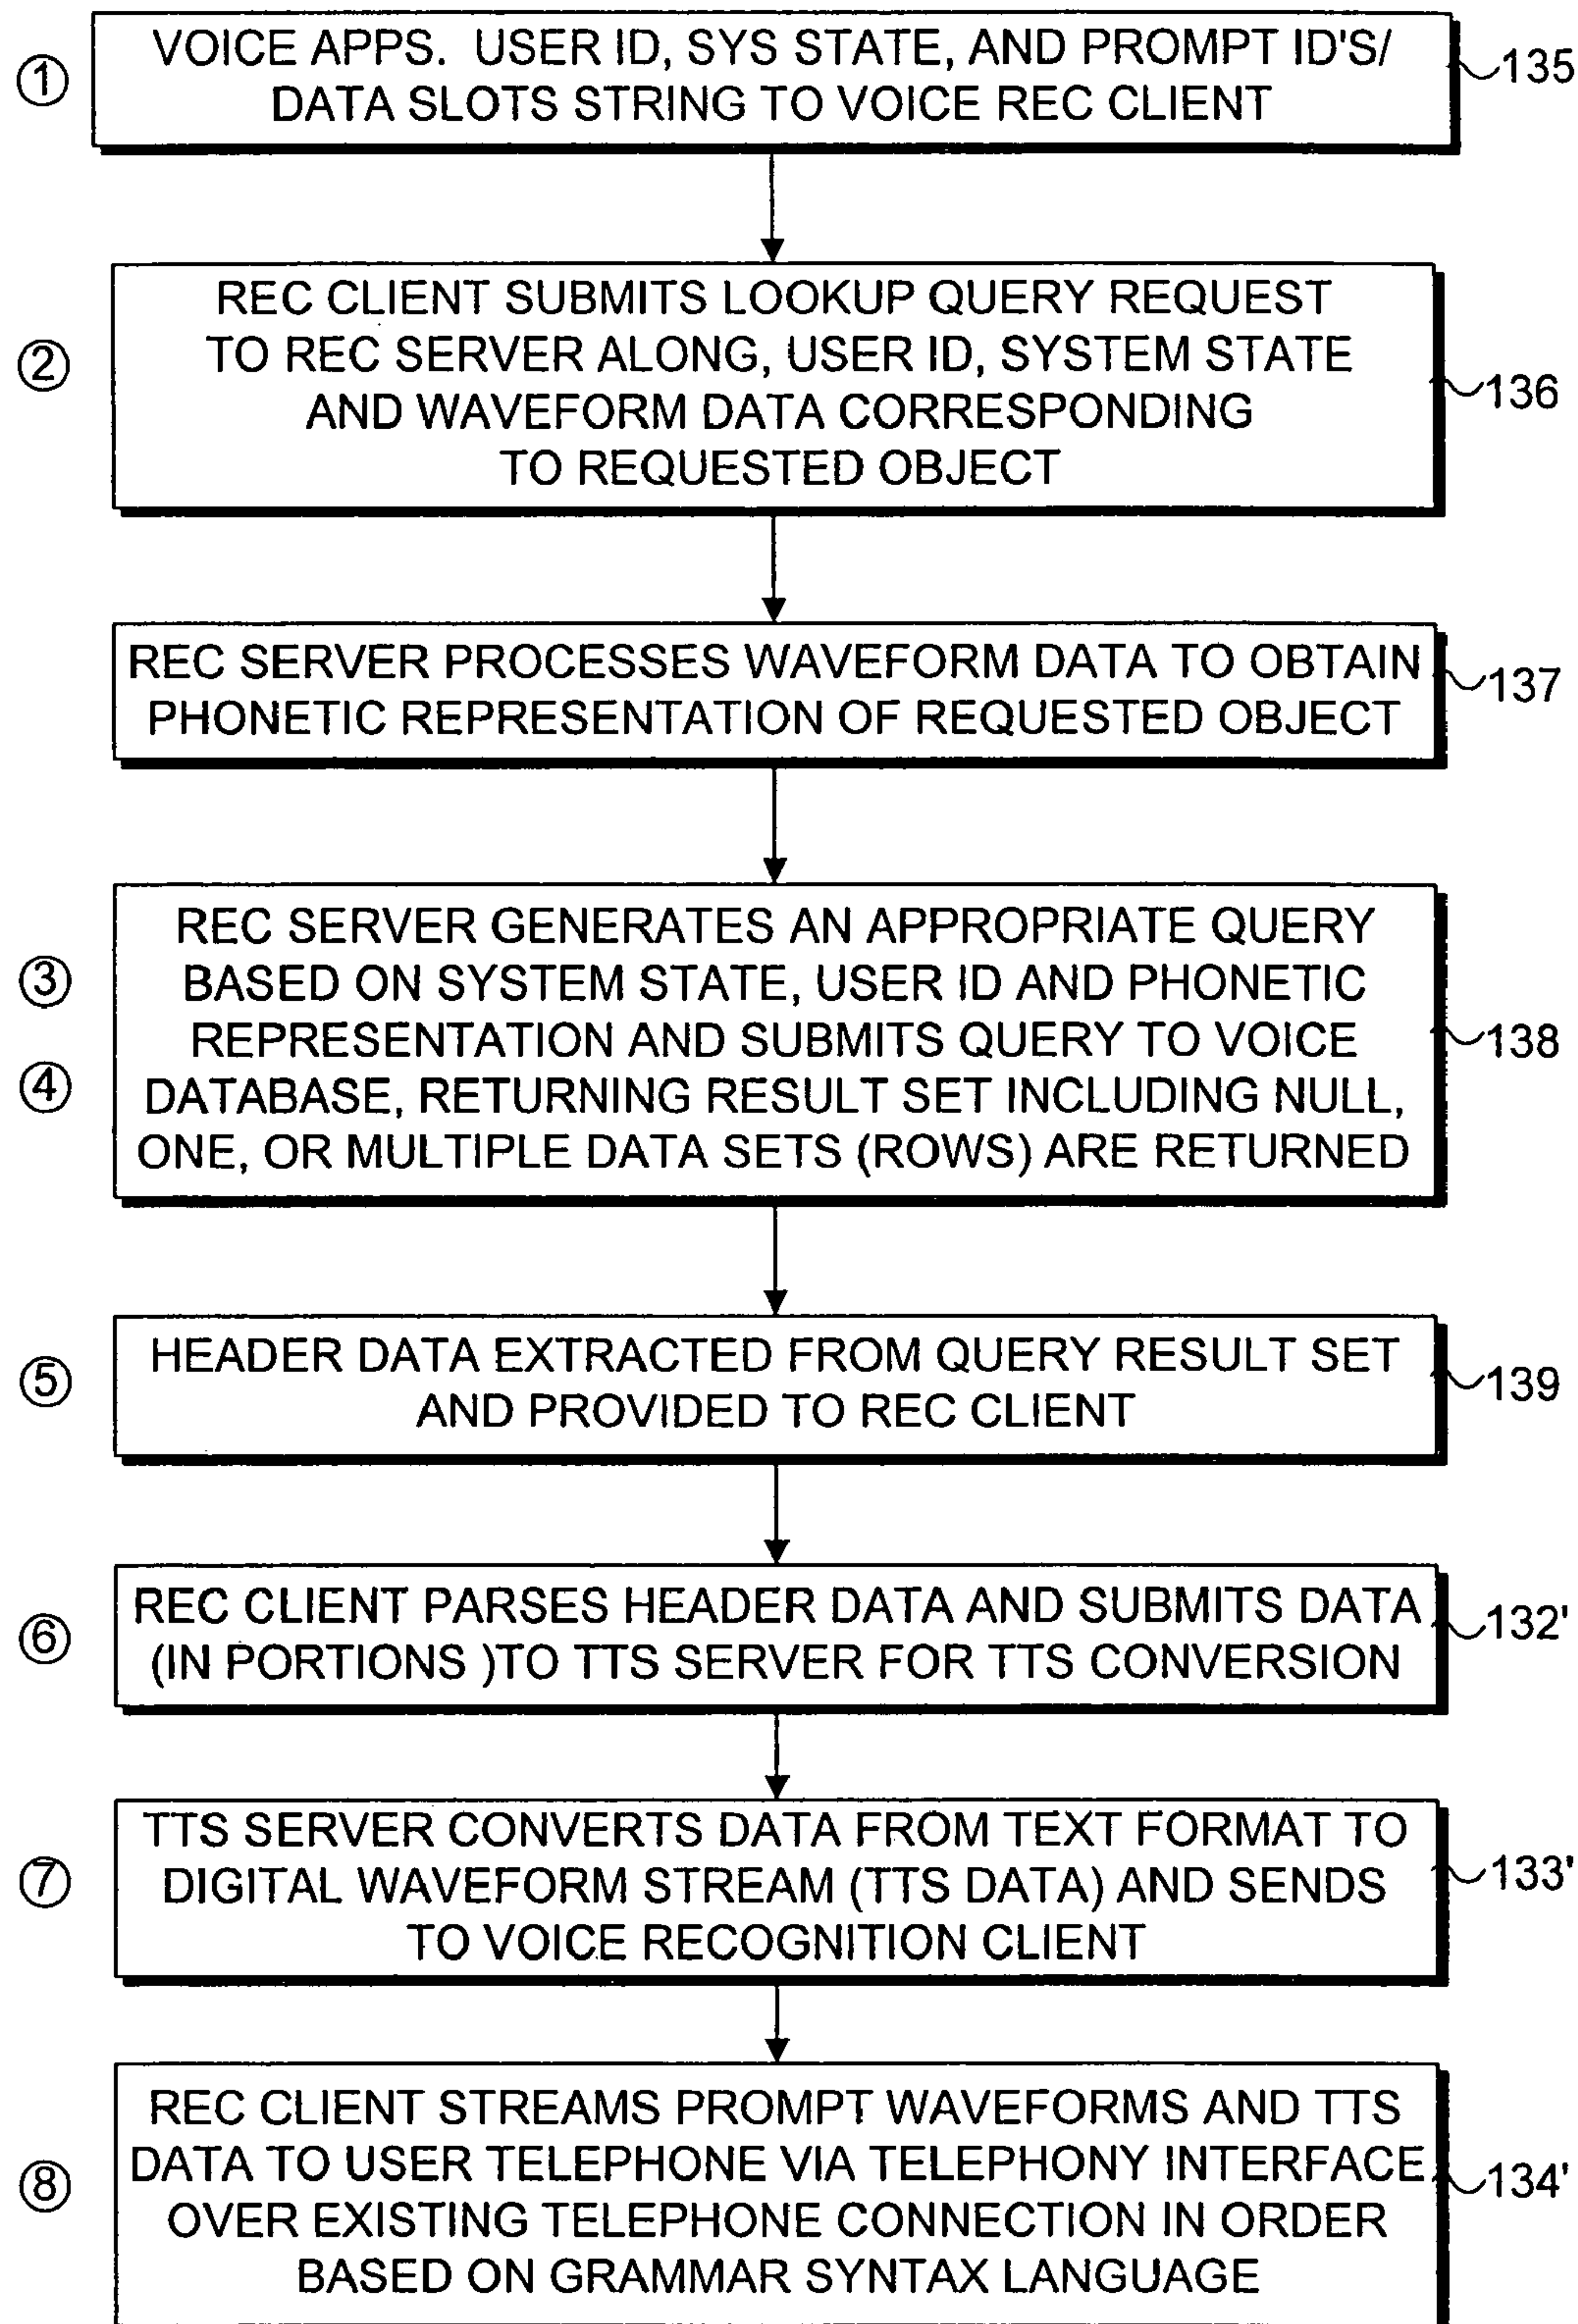 ① VOICE APPS. USER ID, SYS STATE, AND PROMPT ID'S/
DATA SLOTS STRING TO VOICE REC CLIENT
135
② REC CLIENT SUBMITS LOOKUP QUERY REQUEST
TO REC SERVER ALONG, USER ID, SYSTEM STATE
AND WAVEFORM DATA CORRESPONDING
TO REQUESTED OBJECT
136
REC SERVER PROCESSES WAVEFORM DATA TO OBTAIN
PHONETIC REPRESENTATION OF REQUESTED OBJECT
137
③
④
REC SERVER GENERATES AN APPROPRIATE QUERY
BASED ON SYSTEM STATE, USER ID AND PHONETIC
REPRESENTATION AND SUBMITS QUERY TO VOICE
DATABASE, RETURNING RESULT SET INCLUDING NULL,
ONE, OR MULTIPLE DATA SETS (ROWS) ARE RETURNED
138
⑤ HEADER DATA EXTRACTED FROM QUERY RESULT SET
AND PROVIDED TO REC CLIENT
139
⑥ REC CLIENT PARSES HEADER DATA AND SUBMITS DATA
(IN PORTIONS )TO TTS SERVER FOR TTS CONVERSION
132'
⑦ TTS SERVER CONVERTS DATA FROM TEXT FORMAT TO
DIGITAL WAVEFORM STREAM (TTS DATA) AND SENDS
TO VOICE RECOGNITION CLIENT
133'
⑧ REC CLIENT STREAMS PROMPT WAVEFORMS AND TTS
DATA TO USER TELEPHONE VIA TELEPHONY INTERFACE
OVER EXISTING TELEPHONE CONNECTION IN ORDER
BASED ON GRAMMAR SYNTAX LANGUAGE
134'